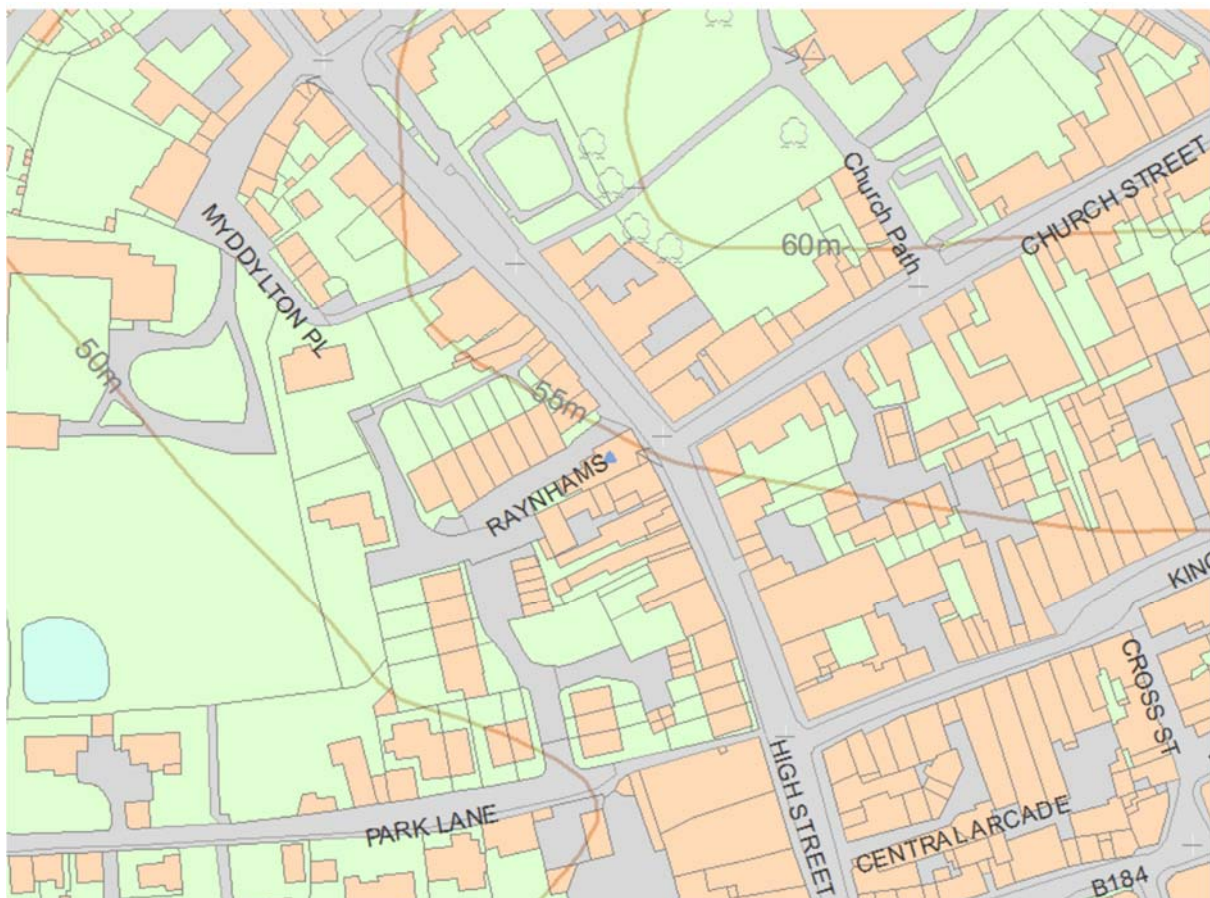 Church Path
CHURCH STREET
60m
MYDDYLTON PL
50m
55m
RAYNHAMS
KING
CROSS ST
HIGH STREET
PARK LANE
CENTRAL ARCADE
B184